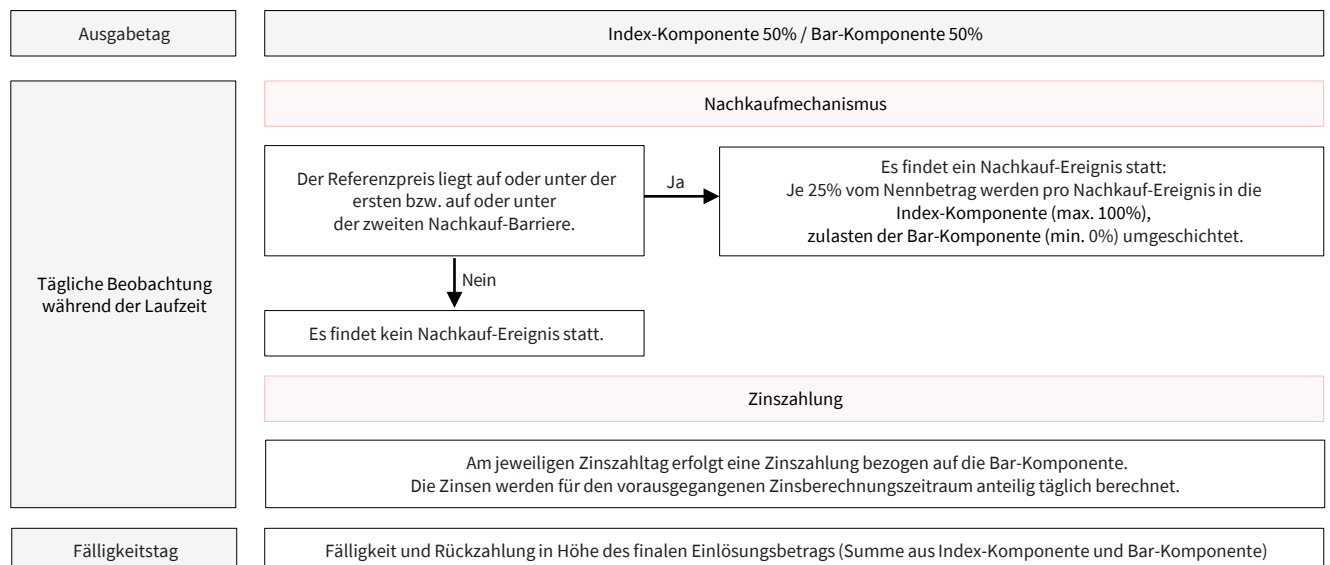 Ausgabetag
Index-Komponente 50% / Bar-Komponente 50%
Tägliche Beobachtung
während der Laufzeit
Nachkaufmechanismus
Der Referenzpreis liegt auf oder unter der
ersten bzw. auf oder unter
der zweiten Nachkauf-Barriere.
Ja
Es findet ein Nachkauf-Ereignis statt:
Je 25% vom Nennbetrag werden pro Nachkauf-Ereignis in die
Index-Komponente (max. 100%),
zulasten der Bar-Komponente (min. 0%) umgeschichtet.
Nein
Es findet kein Nachkauf-Ereignis statt.
Zinszahlung
Am jeweiligen Zinszahltag erfolgt eine Zinszahlung bezogen auf die Bar-Komponente.
Die Zinsen werden für den vorausgegangenen Zinsberechnungszeitraum anteilig täglich berechnet.
Fälligkeitstag
Fälligkeit und Rückzahlung in Höhe des finalen Einlösungsbetrags (Summe aus Index-Komponente und Bar-Komponente)